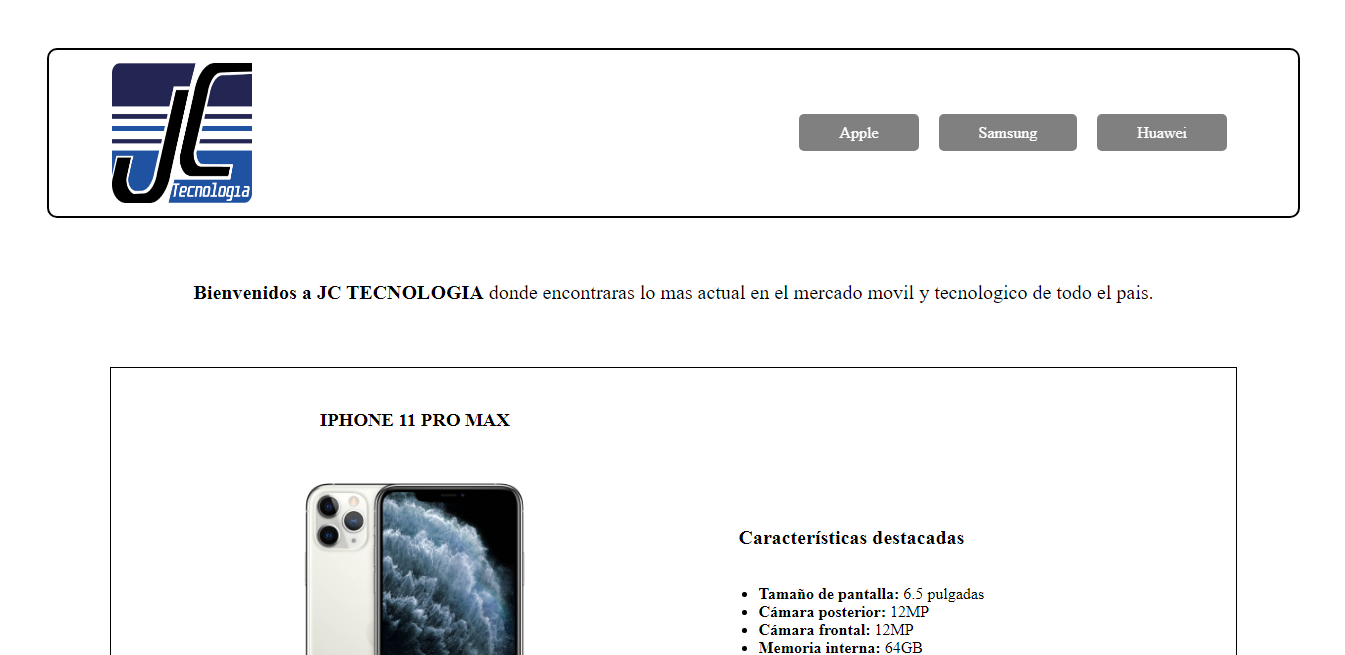 JC
Tecnologia
Apple
Samsung
Huawei
Bienvenidos a JC TECNOLOGIA donde encontraras lo mas actual en el mercado movil y tecnologico de todo el pais.
IPHONE 11 PRO MAX
Características destacadas
Tamaño de pantalla: 6.5 pulgadas
Cámara posterior: 12MP
Cámara frontal: 12MP
Memoria interna: 64GB